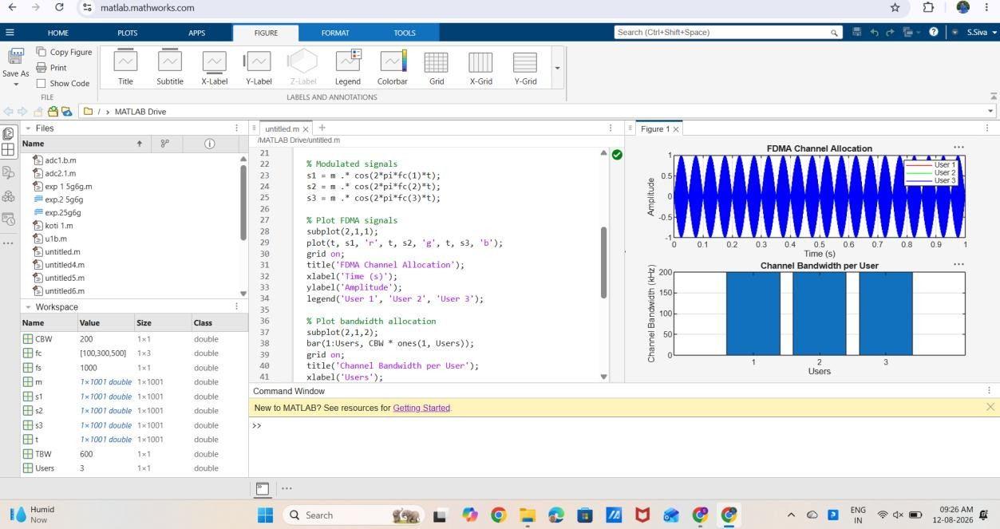 matlab.mathworks.com
HOME PLOTS APPS FIGURE FORMAT TOOLS
Search (Ctrl+Shift+Space)
S.Siva
Save As
Copy Figure
Print
Show Code
FILE
Title Subtitle X-Label Y-Label Z-Label Legend Colorbar Grid X-Grid Y-Grid
LABELS AND ANNOTATIONS
/ › MATLAB Drive
Files
Name
adc1.b.m
adc2.1.m
exp 1 5g6g.m
exp.2 5g6g
exp.25g6g
koti 1.m
u1b.m
untitled.m
untitled4.m
untitled5.m
untitled6.m
Workspace
Name Value Size Class
CBW 200 1×1 double
fc [100,300,500] 1×3 double
fs 1000 1×1 double
m 1×1001 double 1×1001 double
s1 1×1001 double 1×1001 double
s2 1×1001 double 1×1001 double
s3 1×1001 double 1×1001 double
t 1×1001 double 1×1001 double
TBW 600 1×1 double
Users 3 1×1 double
untitled.m
/MATLAB Drive/untitled.m
21
22 % Modulated signals
23 s1 = m .* cos(2*pi*fc(1)*t);
24 s2 = m .* cos(2*pi*fc(2)*t);
25 s3 = m .* cos(2*pi*fc(3)*t);
26
27 % Plot FDMA signals
28 subplot(2,1,1);
29 plot(t, s1, 'r', t, s2, 'g', t, s3, 'b');
30 grid on;
31 title('FDMA Channel Allocation');
32 xlabel('Time (s)');
33 ylabel('Amplitude');
34 legend('User 1', 'User 2', 'User 3');
35
36 % Plot bandwidth allocation
37 subplot(2,1,2);
38 bar(1:Users, CBW * ones(1, Users));
39 grid on;
40 title('Channel Bandwidth per User');
41 xlabel('Users');
Figure 1
FDMA Channel Allocation
Amplitude
1
0.5
0
-0.5
-1
User 1
User 2
User 3
0 0.1 0.2 0.3 0.4 0.5 0.6 0.7 0.8 0.9 1
Time (s)
Channel Bandwidth per User
Channel Bandwidth (kHz)
200
150
100
50
0
1 2 3
Users
Command Window
New to MATLAB? See resources for Getting Started.
>>
Humid
Now
Search
ENG
IN
09:26 AM
12-08-2026